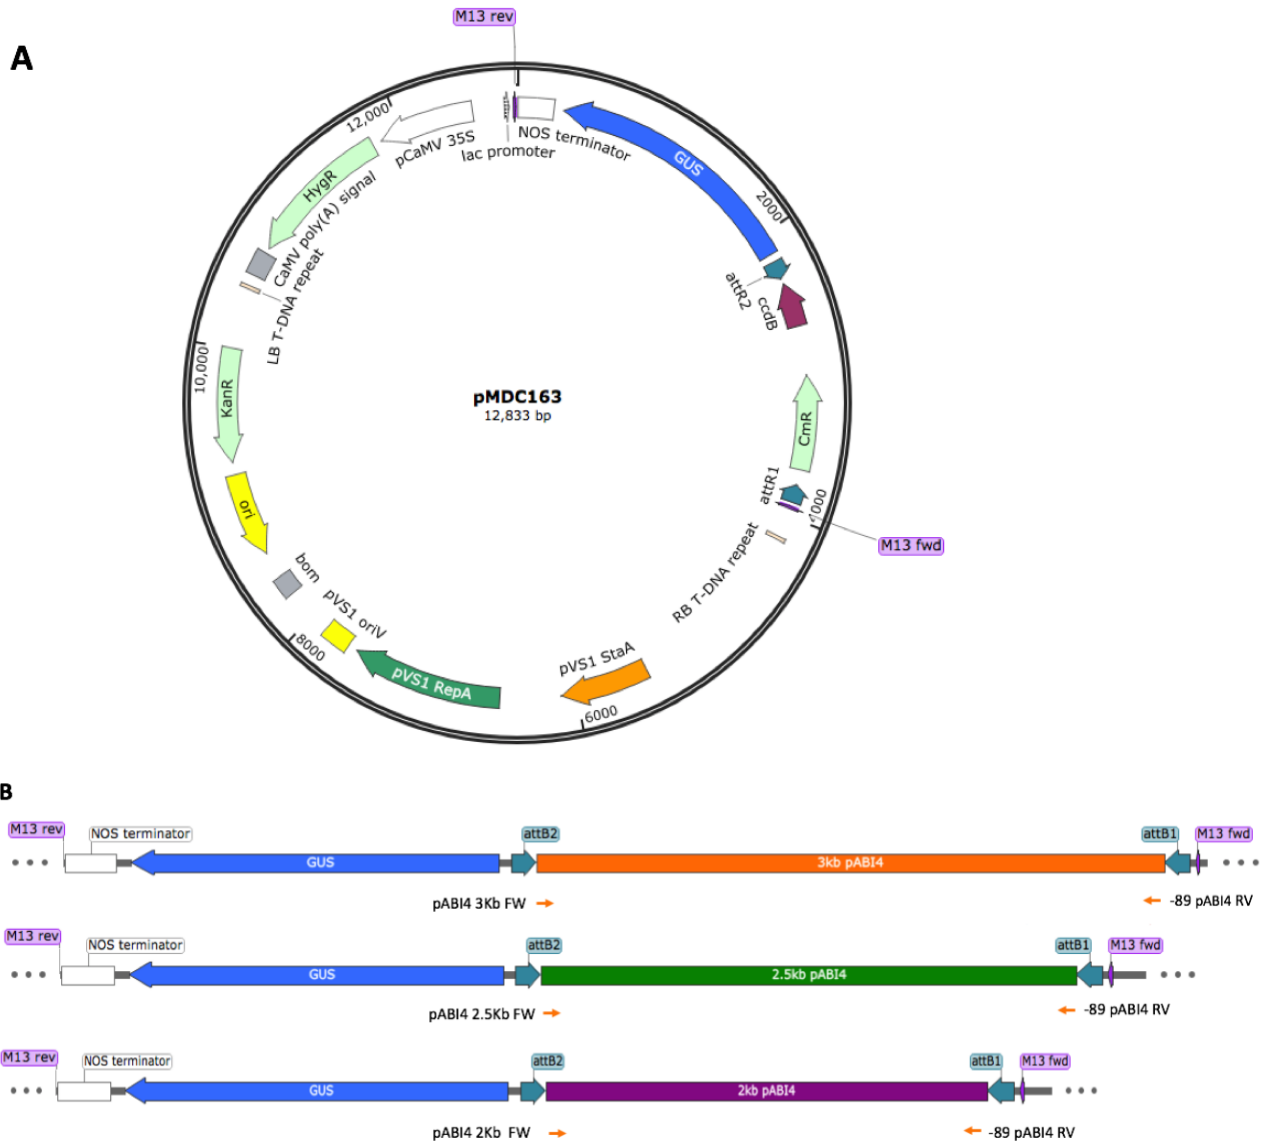 A
M13 rev
12,000
pCaMV 35S
lac promoter
NOS terminator
GUS
2000
HygR
CaMV poly(A) signal
LB T-DNA repeat
attR2
ccdB
10,000
KanR
pMDC163
12,833 bp
CmR
attR1
4000
M13 fwd
RB T-DNA repeat
ori
bom
pVS1 oriV
8000
pVS1 RepA
pVS1 StaA
6000
B
M13 rev
NOS terminator
attB2
attB1
M13 fwd
GUS
3kb pABI4
pABI4 3Kb FW
-89 pABI4 RV
M13 rev
NOS terminator
attB2
attB1
M13 fwd
GUS
2.5kb pABI4
pABI4 2.5Kb FW
-89 pABI4 RV
M13 rev
NOS terminator
attB2
attB1
M13 fwd
GUS
2kb pABI4
pABI4 2Kb FW
-89 pABI4 RV